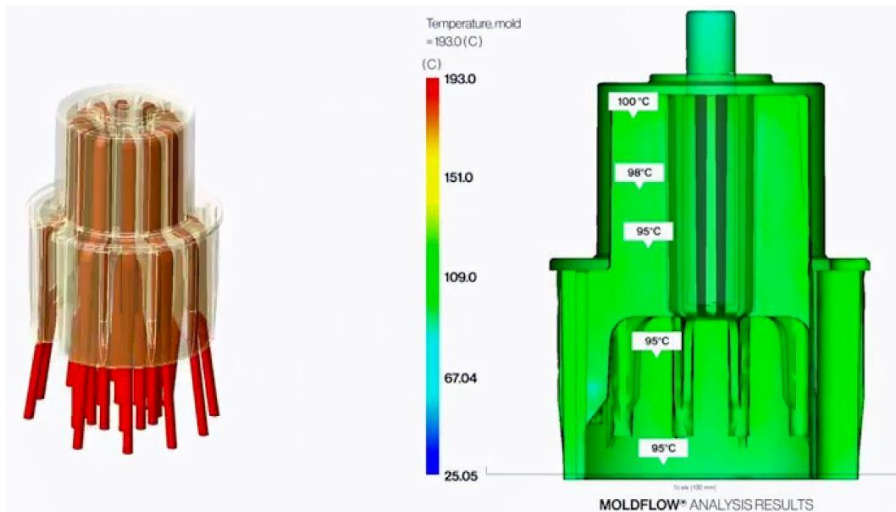 Temperature, mold
= 193.0 (C)
(C)
193.0
151.0
109.0
67.04
25.05
100 °C
98°C
95°C
95°C
95°C
MOLDFLOW® ANALYSIS RESULTS